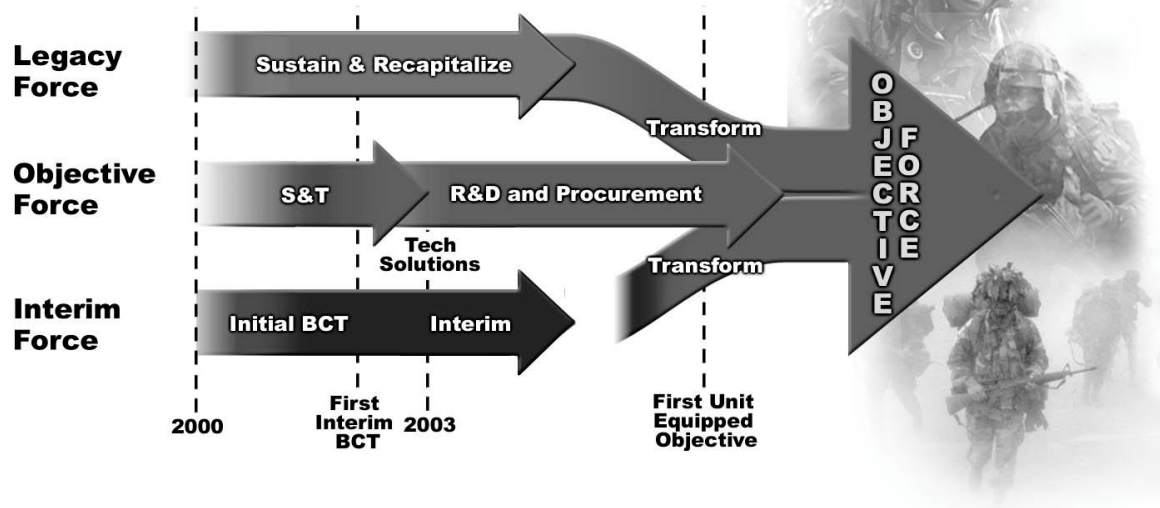 Legacy
Force
Sustain & Recapitalize
Transform
Objective
Force
S&T
R&D and Procurement
Tech
Solutions
Transform
Interim
Force
Initial BCT
Interim
OBJECTIVE
FORCE
2000
First
Interim
BCT
2003
First Unit
Equipped
Objective